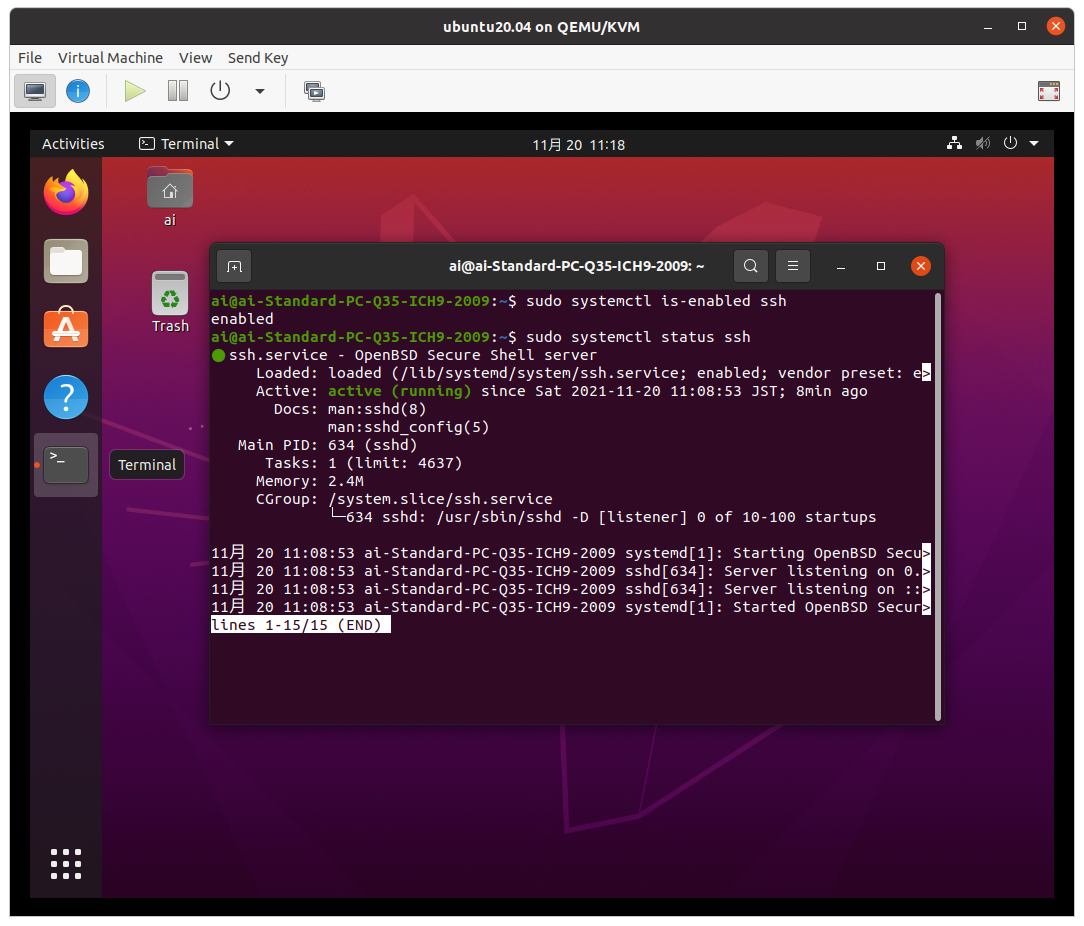 ubuntu20.04 on QEMU/KVM
File Virtual Machine View Send Key
Activities Terminal 11月 20 11:18
ai
Trash
Terminal
ai@ai-Standard-PC-Q35-ICH9-2009: ~
ai@ai-Standard-PC-Q35-ICH9-2009:~$ sudo systemctl is-enabled ssh
enabled
ai@ai-Standard-PC-Q35-ICH9-2009:~$ sudo systemctl status ssh
● ssh.service - OpenBSD Secure Shell server
Loaded: loaded (/lib/systemd/system/ssh.service; enabled; vendor preset: e>
Active: active (running) since Sat 2021-11-20 11:08:53 JST; 8min ago
Docs: man:sshd(8)
man:sshd_config(5)
Main PID: 634 (sshd)
Tasks: 1 (limit: 4637)
Memory: 2.4M
CGroup: /system.slice/ssh.service
└─634 sshd: /usr/sbin/sshd -D [listener] 0 of 10-100 startups
11月 20 11:08:53 ai-Standard-PC-Q35-ICH9-2009 systemd[1]: Starting OpenBSD Secu>
11月 20 11:08:53 ai-Standard-PC-Q35-ICH9-2009 sshd[634]: Server listening on 0.>
11月 20 11:08:53 ai-Standard-PC-Q35-ICH9-2009 sshd[634]: Server listening on ::>
11月 20 11:08:53 ai-Standard-PC-Q35-ICH9-2009 systemd[1]: Started OpenBSD Secur>
lines 1-15/15 (END)